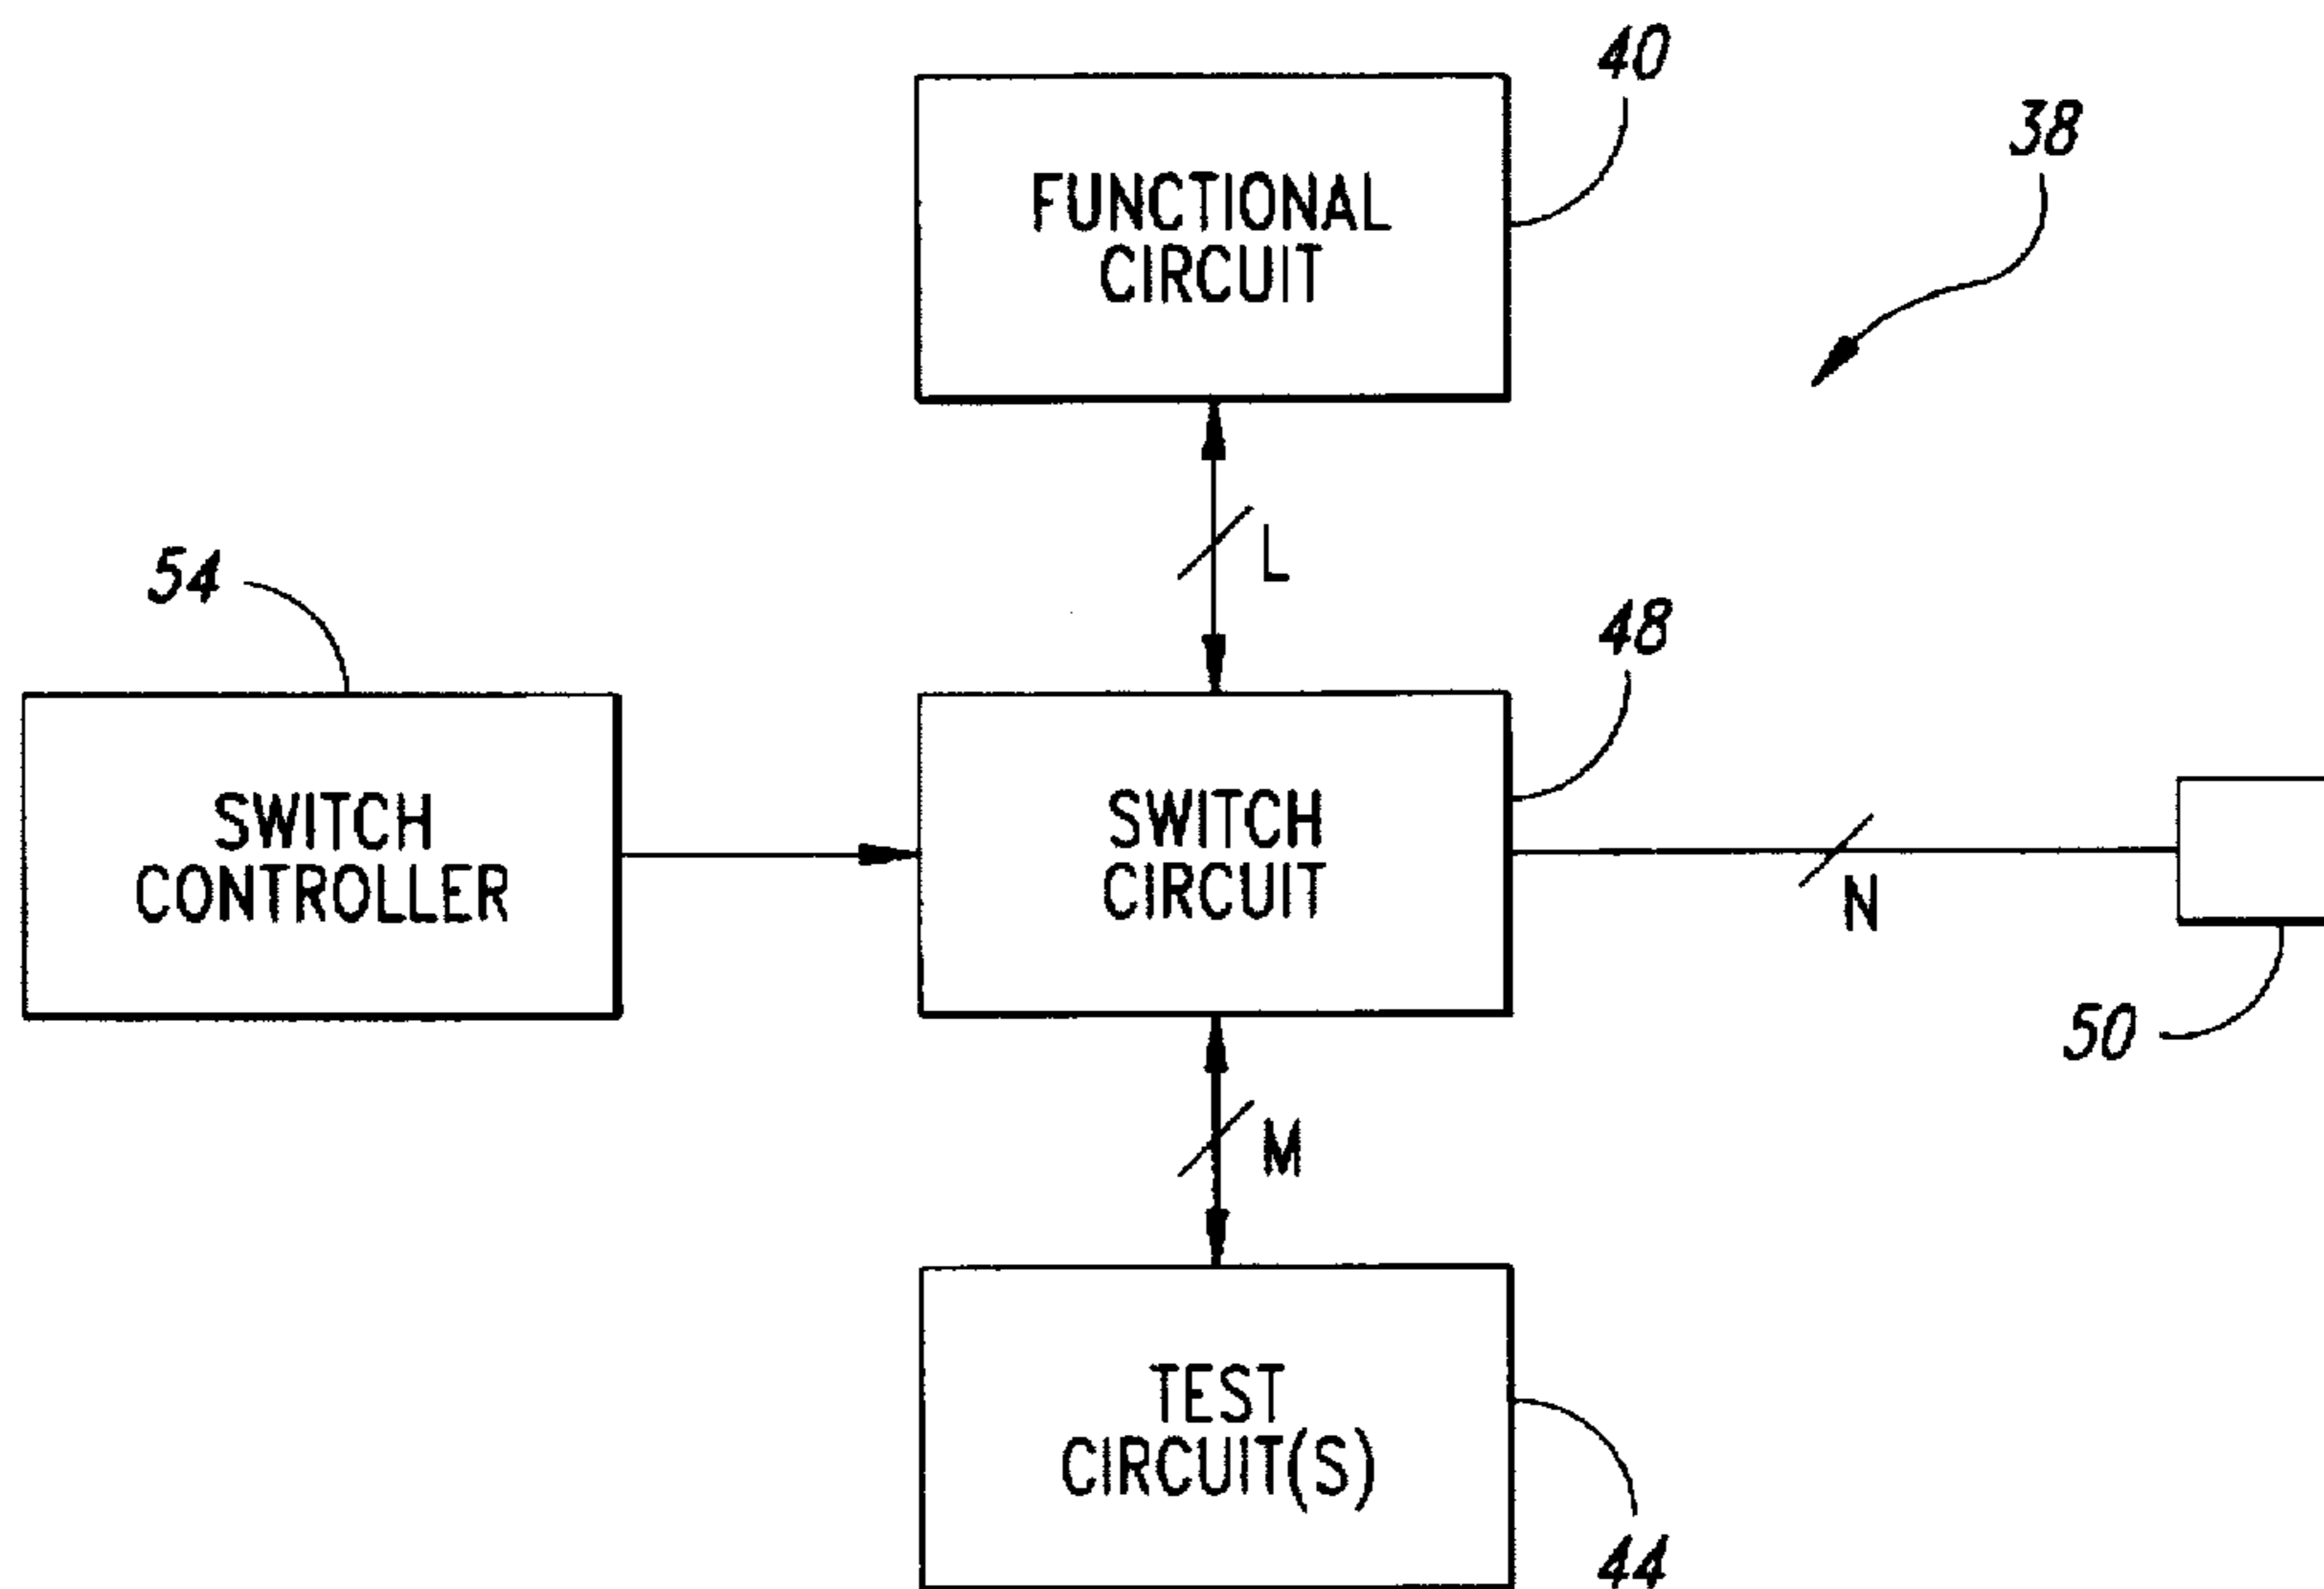 40
38
FUNCTIONAL
CIRCUIT
L
54
48
SWITCH
CONTROLLER
SWITCH
CIRCUIT
N
50
M
TEST
CIRCUIT(S)
44